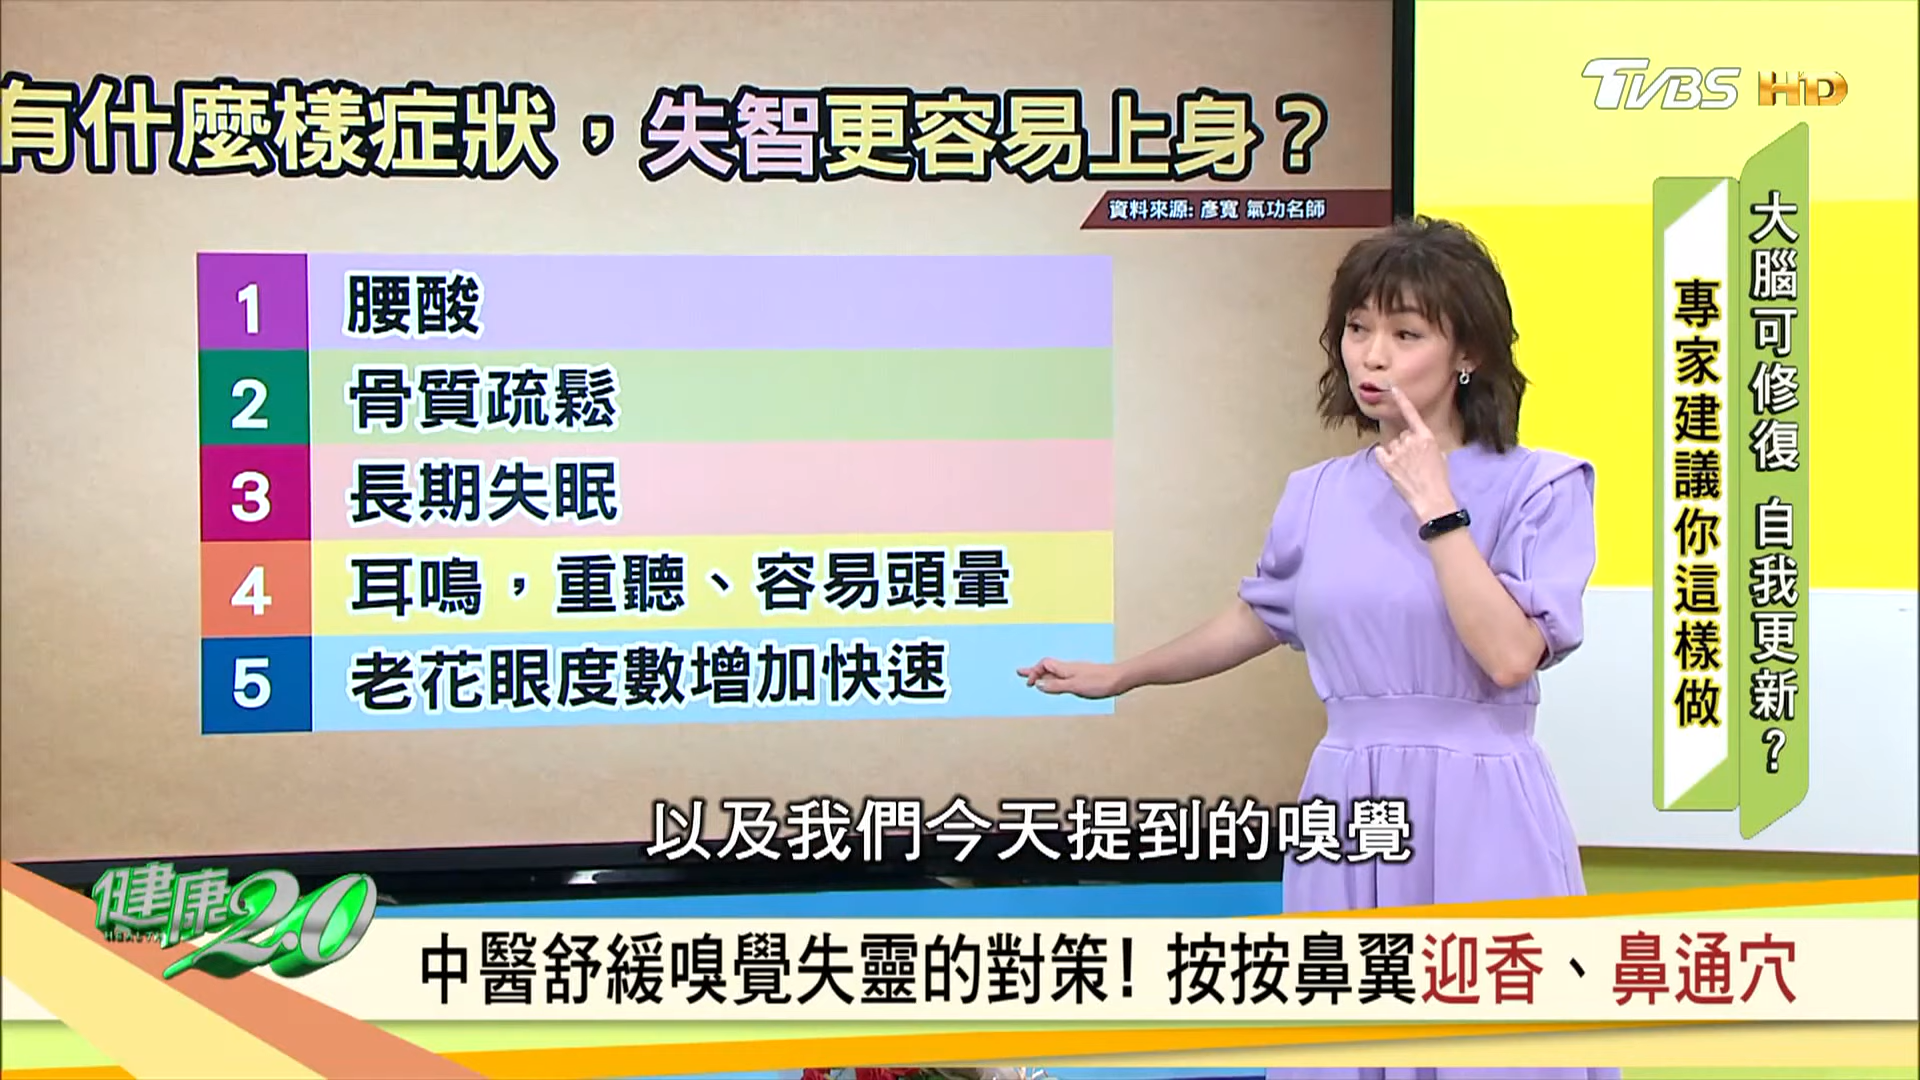 有什麼樣症狀，失智更容易上身？
資料來源: 彥寬 氣功名師
1 腰酸
2 骨質疏鬆
3 長期失眠
4 耳鳴，重聽、容易頭暈
5 老花眼度數增加快速
TVBS HD
大腦可修復 自我更新？
專家建議你這樣做
以及我們今天提到的嗅覺
健康2.0
HEALTH
中醫舒緩嗅覺失靈的對策！按按鼻翼迎香、鼻通穴